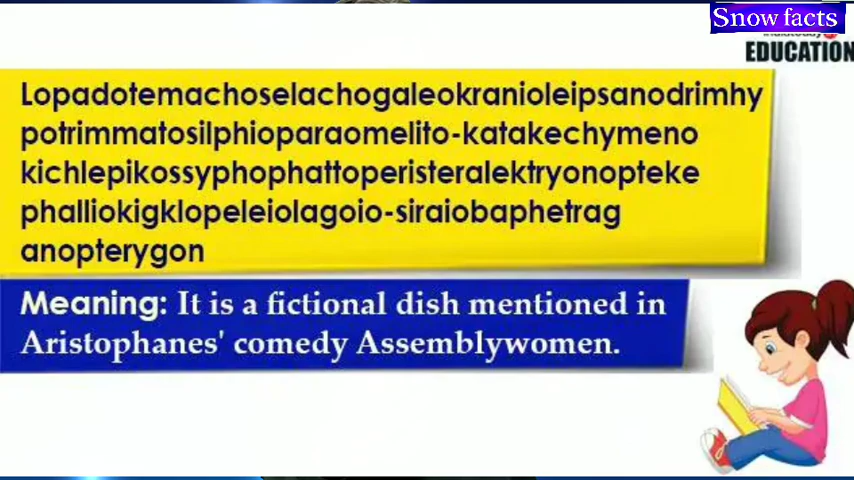 Snow facts
EDUCATION
Lopadotemachoselachogaleokranioleipsanodrimhy
potrimmatosilphioparaomelito-katakechymeno
kichlepikossyphophattoperisteralektryonopteke
phalliokigklopeleiolagoio-siraiobaphetrag
anopterygon
Meaning: It is a fictional dish mentioned in
Aristophanes' comedy Assemblywomen.